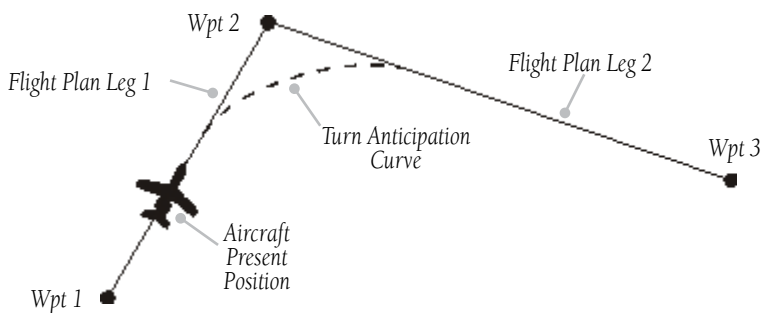 Wpt 2
Flight Plan Leg 1
Flight Plan Leg 2
Turn Anticipation
Curve
Wpt 3
Aircraft
Present
Position
Wpt 1